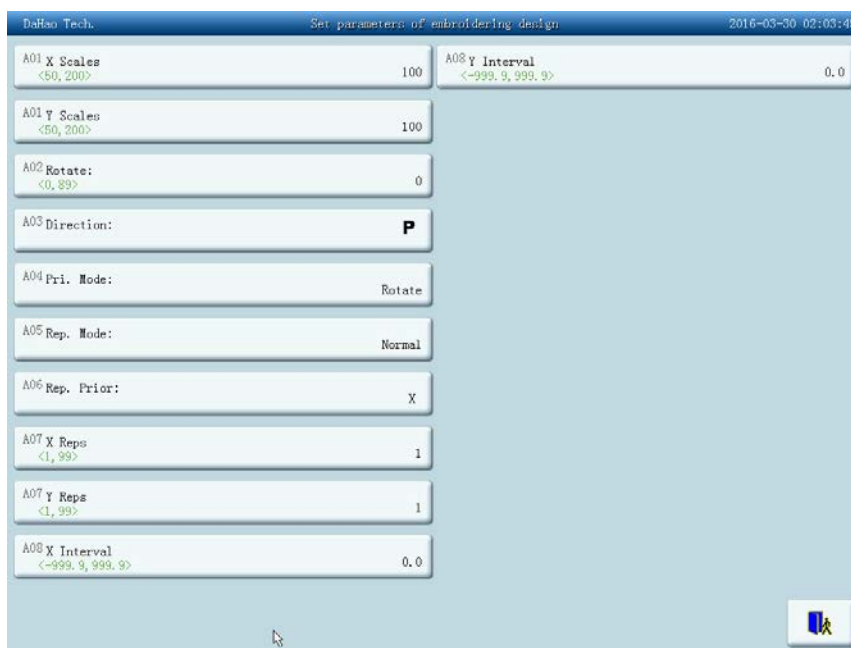 DaHao Tech. Set parameters of embroidering design 2016-03-30 02:03:4
A01 X Scales
<50, 200> 100
A01 Y Scales
<50, 200> 100
A02 Rotate:
<0, 89> 0
A03 Direction:
P
A04 Pri. Mode:
Rotate
A05 Rep. Mode:
Normal
A06 Rep. Prior:
X
A07 X Reps
<1, 99> 1
A07 Y Reps
<1, 99> 1
A08 X Interval
<-999.9, 999.9> 0.0
A08 Y Interval
<-999.9, 999.9> 0.0